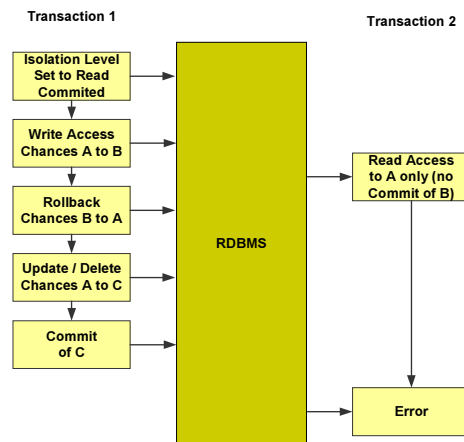 Transaction 1
Transaction 2
Isolation Level
Set to Read
Commited
Write Access
Chances A to B
Rollback
Chances B to A
Update / Delete
Chances A to C
Commit
of C
RDBMS
Read Access
to A only (no
Commit of B)
Error